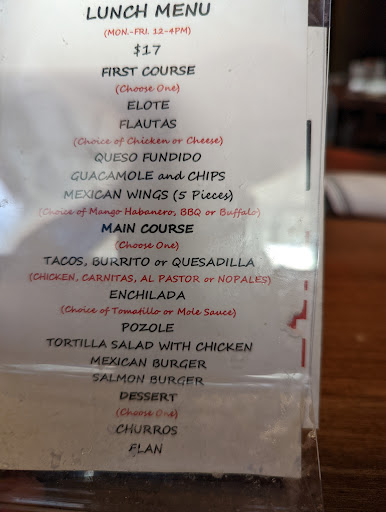 LUNCH MENU
(MON.-FRI. 12-4PM)
$17
FIRST COURSE
(Choose One)
ELOTE
FLAUTAS
(Choice of Chicken or Cheese)
QUESO FUNDIDO
GUACAMOLE and CHIPS
MEXICAN WINGS (5 Pieces)
(Choice of Mango Habanero, BBQ or Buffalo)
MAIN COURSE
(Choose One)
TACOS, BURRITO or QUESADILLA
(CHICKEN, CARNITAS, AL PASTOR or NOPALES)
ENCHILADA
(Choice of Tomatillo or Mole Sauce)
POZOLE
TORTILLA SALAD WITH CHICKEN
MEXICAN BURGER
SALMON BURGER
DESSERT
(Choose One)
CHURROS
FLAN